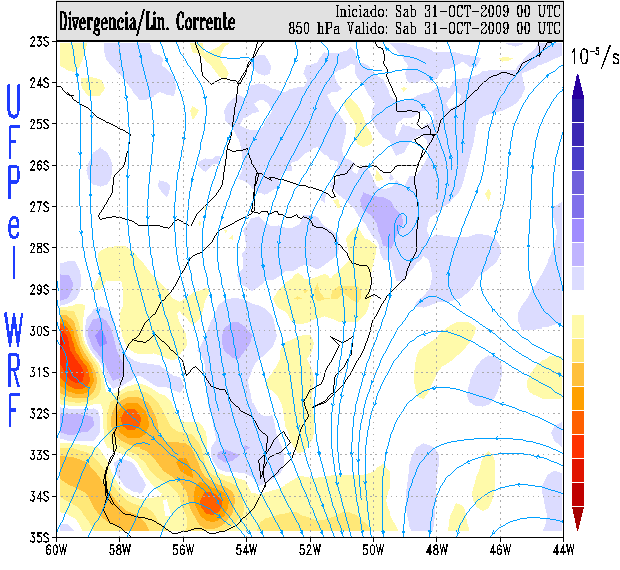 Divergencia/Lin. Corrente
Iniciado: Sab 31-OCT-2009 00 UTC
850 hPa Valido: Sab 31-OCT-2009 00 UTC
10⁻⁵/s
UFPel WRF
23S
24S
25S
26S
27S
28S
29S
30S
31S
32S
33S
34S
35S
60W 58W 56W 54W 52W 50W 48W 46W 44W